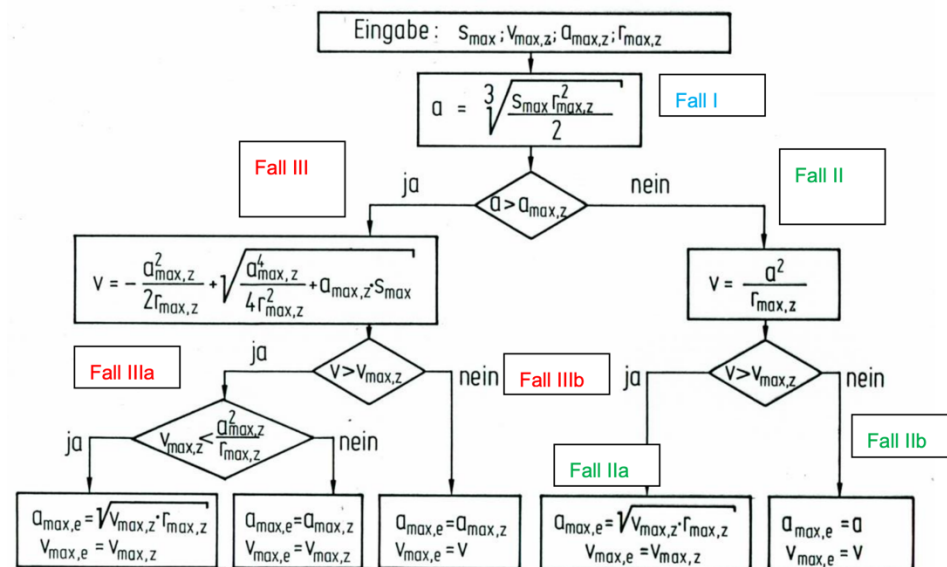 Eingabe: s_max; v_max,z; a_max,z; r_max,z
a = ∛(s_max r²_max,z / 2)
Fall I
Fall III
ja
nein
Fall II
a > a_max,z
v = - a²_max,z / 2r_max,z + √(a⁴_max,z / 4r²_max,z + a_max,z · s_max)
v = a² / r_max,z
Fall IIIa
ja
v > v_max,z
nein
Fall IIIb
ja
v > v_max,z
nein
ja
v_max,z < a²_max,z / r_max,z
nein
Fall IIa
Fall IIb
a_max,e = √(v_max,z · r_max,z)
v_max,e = v_max,z
a_max,e = a_max,z
v_max,e = v_max,z
a_max,e = a_max,z
v_max,e = v
a_max,e = √(v_max,z · r_max,z)
v_max,e = v_max,z
a_max,e = a
v_max,e = v